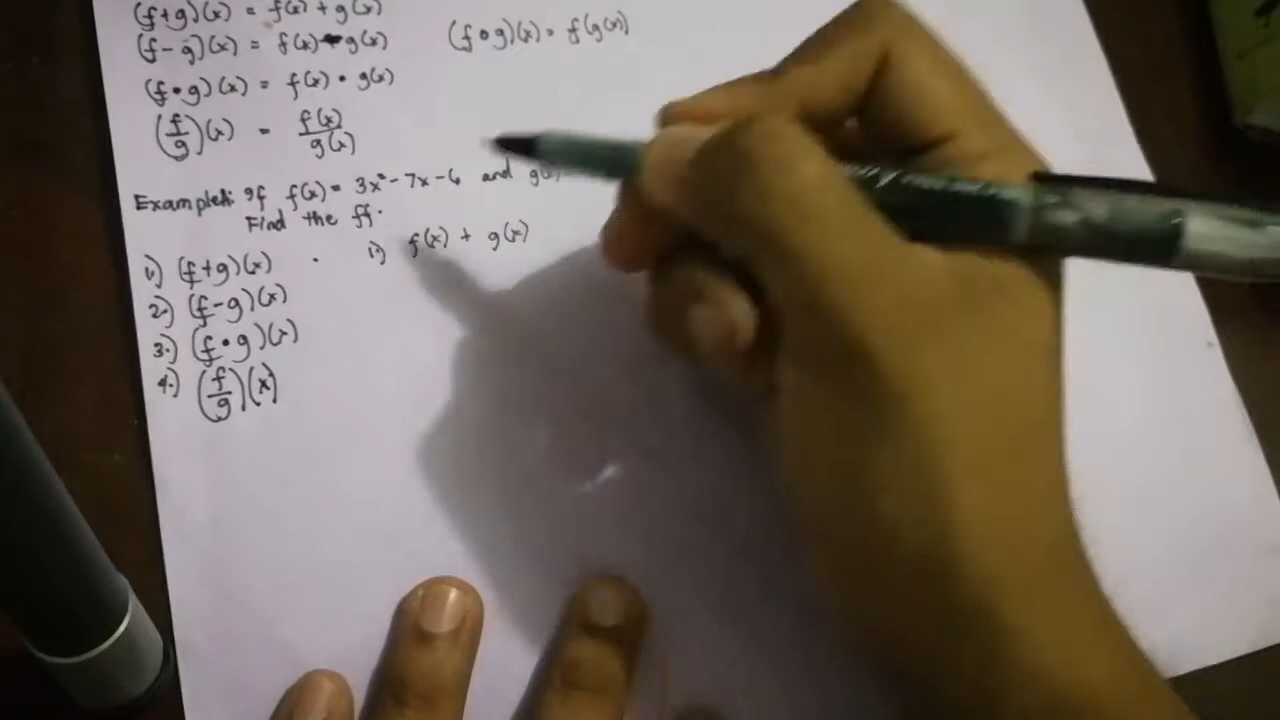 (f+g)(x) = f(x) + g(x)
(f-g)(x) = f(x) - g(x)
(f∘g)(x) = f(g(x))
(f•g)(x) = f(x) • g(x)
(f/g)(x) = f(x)/g(x)
Example: If f(x) = 3x² - 7x - 6 and g(x)
Find the ff.
1.) (f+g)(x)
1.) f(x) + g(x)
2.) (f-g)(x)
3.) (f•g)(x)
4.) (f/g)(x)